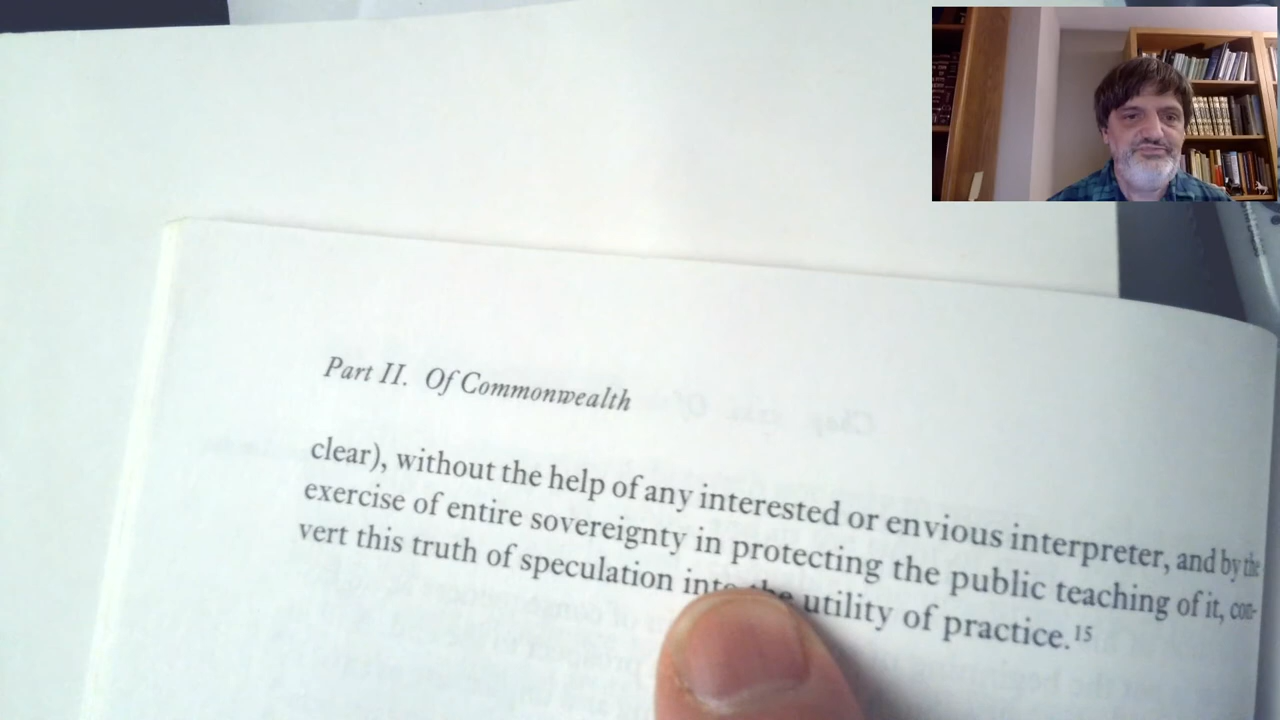 Part II. Of Commonwealth
clear), without the help of any interested or envious interpreter, and by the
exercise of entire sovereignty in protecting the public teaching of it, con-
vert this truth of speculation into the utility of practice.15